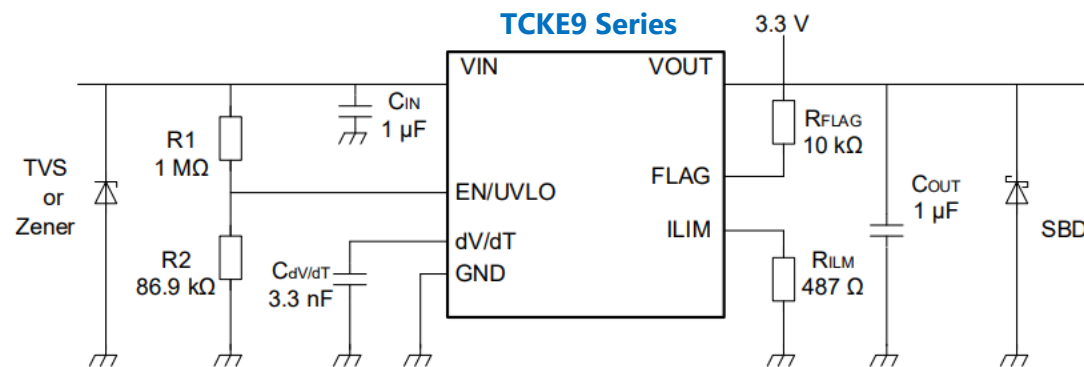 TCKE9 Series
3.3 V
VIN
VOUT
CIN
1 µF
RFLAG
10 kΩ
R1
1 MΩ
TVS
or
Zener
EN/UVLO
FLAG
COUT
1 µF
dV/dT
ILIM
SBD
R2
86.9 kΩ
CdV/dT
3.3 nF
GND
RILM
487 Ω